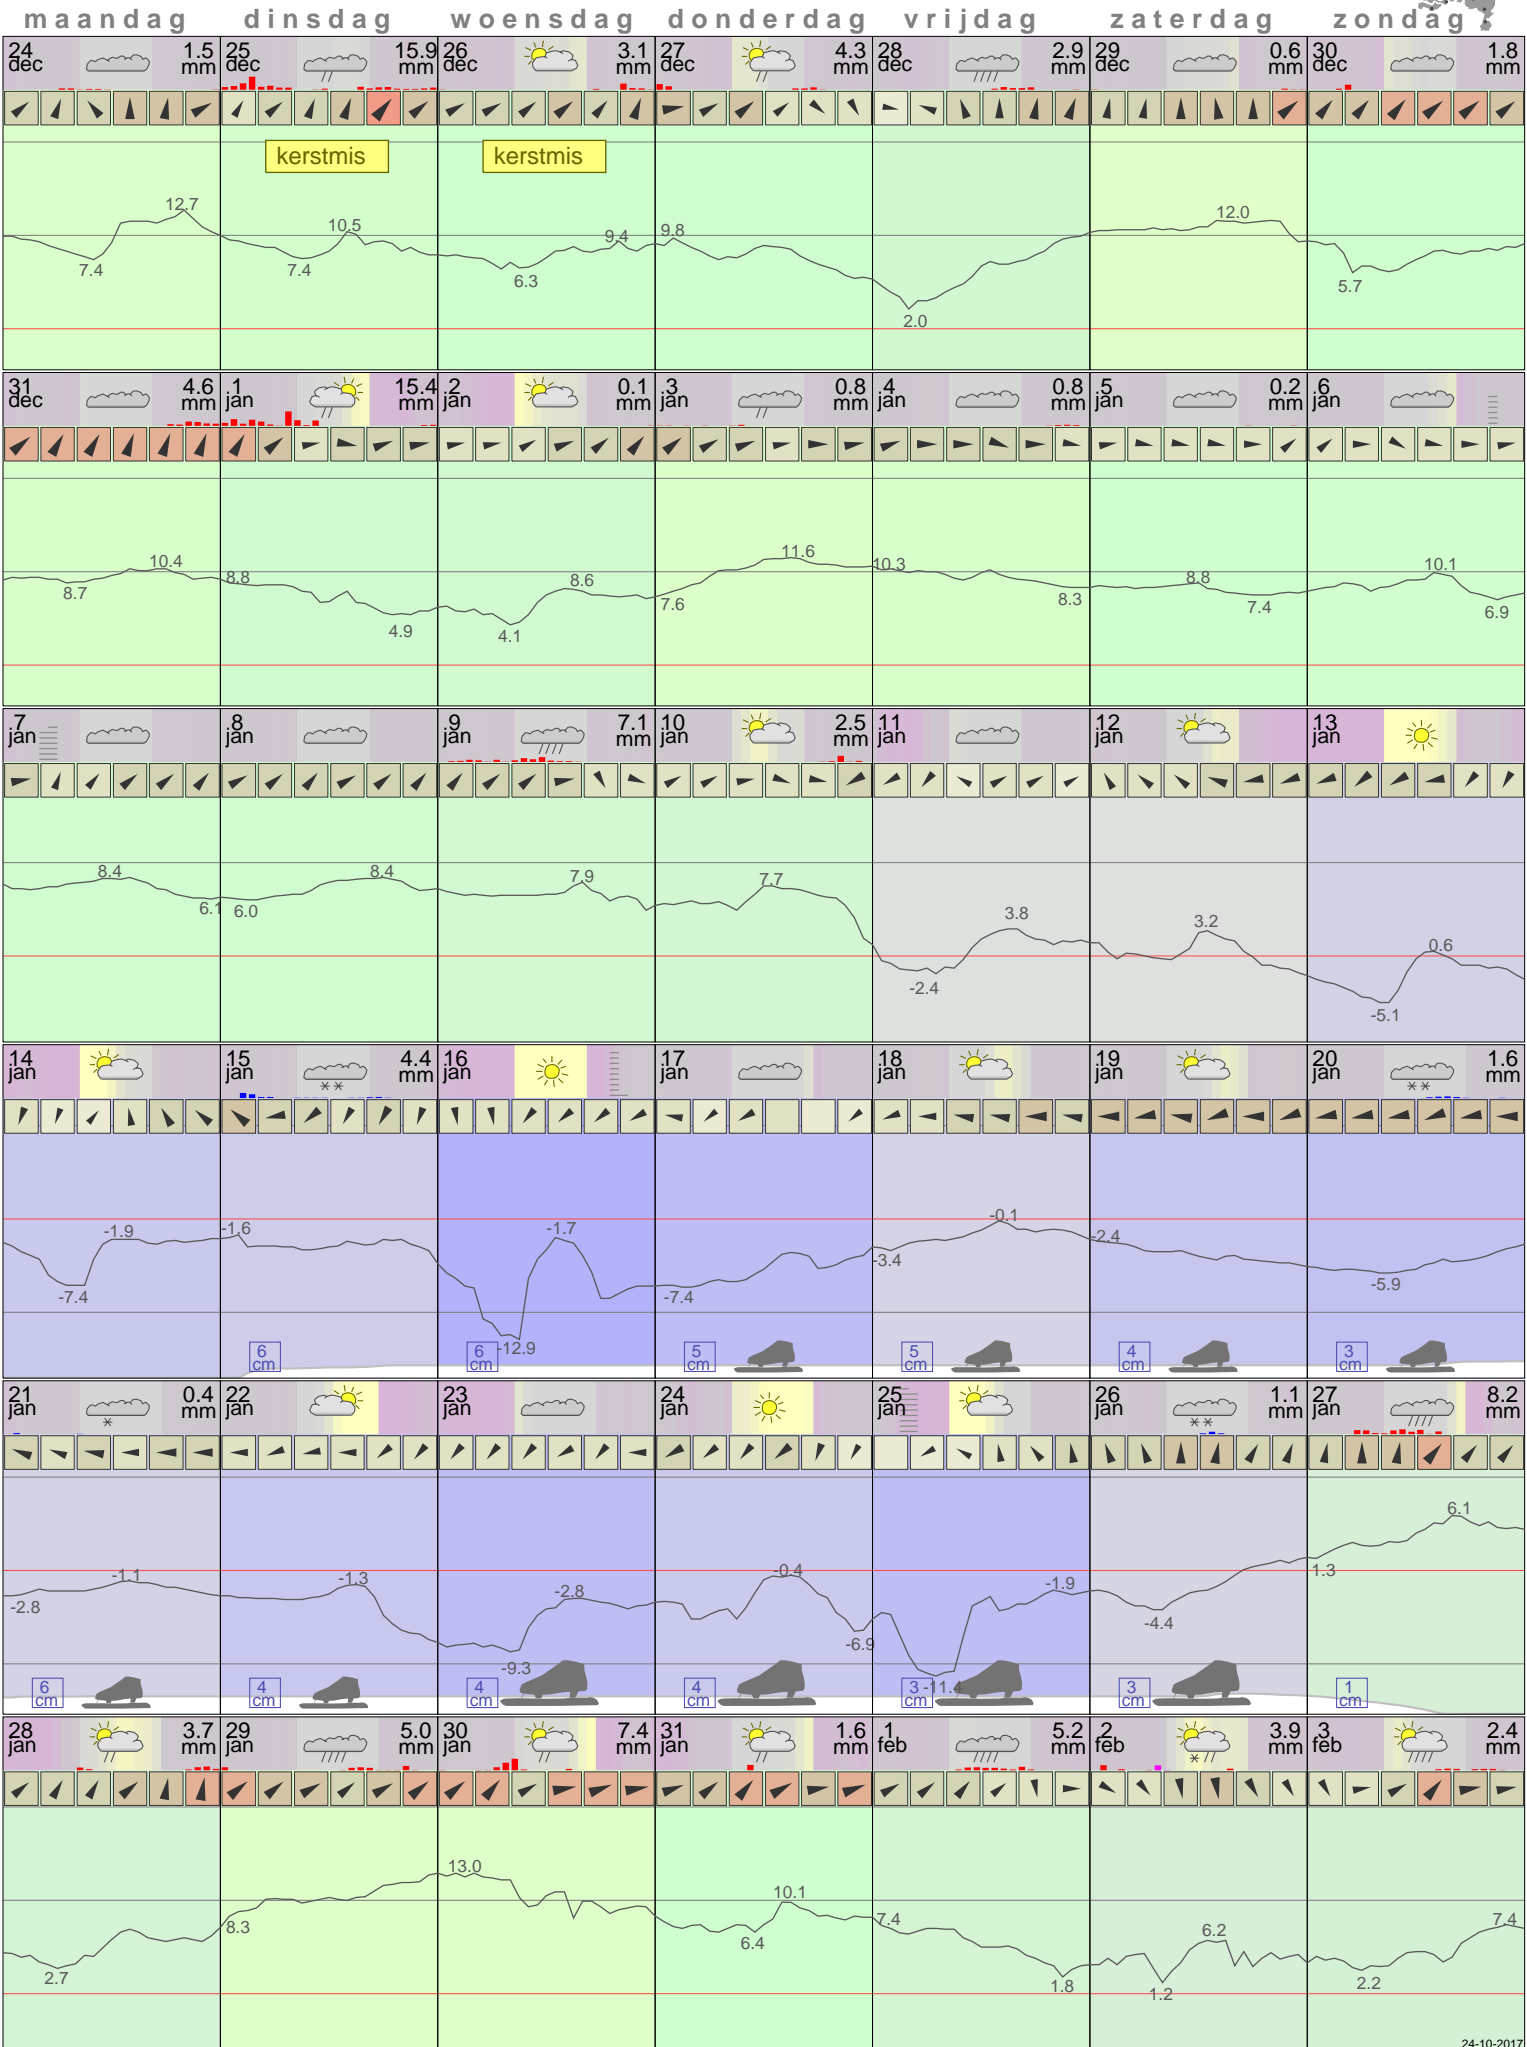 maandag dinsdag woensdag donderdag vrijdag zaterdag zondag
24 dec 1.5 mm 25 dec 15.9 mm 26 dec 3.1 mm 27 dec 4.3 mm 28 dec 2.9 mm 29 dec 0.6 mm 30 dec 1.8 mm
kerstmis kerstmis
12.7 7.4 10.5 7.4 6.3 9.4 9.8 2.0 12.0 5.7
31 dec 4.6 mm 1 jan 15.4 mm 2 jan 0.1 mm 3 jan 0.8 mm 4 jan 0.8 mm 5 jan 0.2 mm 6 jan
8.7 10.4 8.8 4.9 4.1 8.6 7.6 11.6 10.3 8.3 8.8 7.4 10.1 6.9
7 jan 8 jan 9 jan 7.1 mm 10 jan 2.5 mm 11 jan 12 jan 13 jan
8.4 6.1 6.0 8.4 7.9 7.7 -2.4 3.8 3.2 -5.1 0.6
14 jan 15 jan 4.4 mm 16 jan 17 jan 18 jan 19 jan 20 jan 1.6 mm
-7.4 -1.9 -1.6 -12.9 -1.7 -7.4 -3.4 -0.1 -2.4 -5.9
6 cm 6 cm 5 cm 5 cm 4 cm 3 cm
21 jan 0.4 mm 22 jan 23 jan 24 jan 25 jan 26 jan 1.1 mm 27 jan 8.2 mm
-2.8 -1.1 -1.3 -9.3 -2.8 -0.4 -6.9 -11.4 -1.9 -4.4 1.3 6.1
6 cm 4 cm 4 cm 4 cm 3 cm 3 cm 1 cm
28 jan 3.7 mm 29 jan 5.0 mm 30 jan 7.4 mm 31 jan 1.6 mm 1 feb 5.2 mm 2 feb 3.9 mm 3 feb 2.4 mm
2.7 8.3 13.0 6.4 10.1 7.4 1.8 1.2 6.2 2.2 7.4
24-10-2017